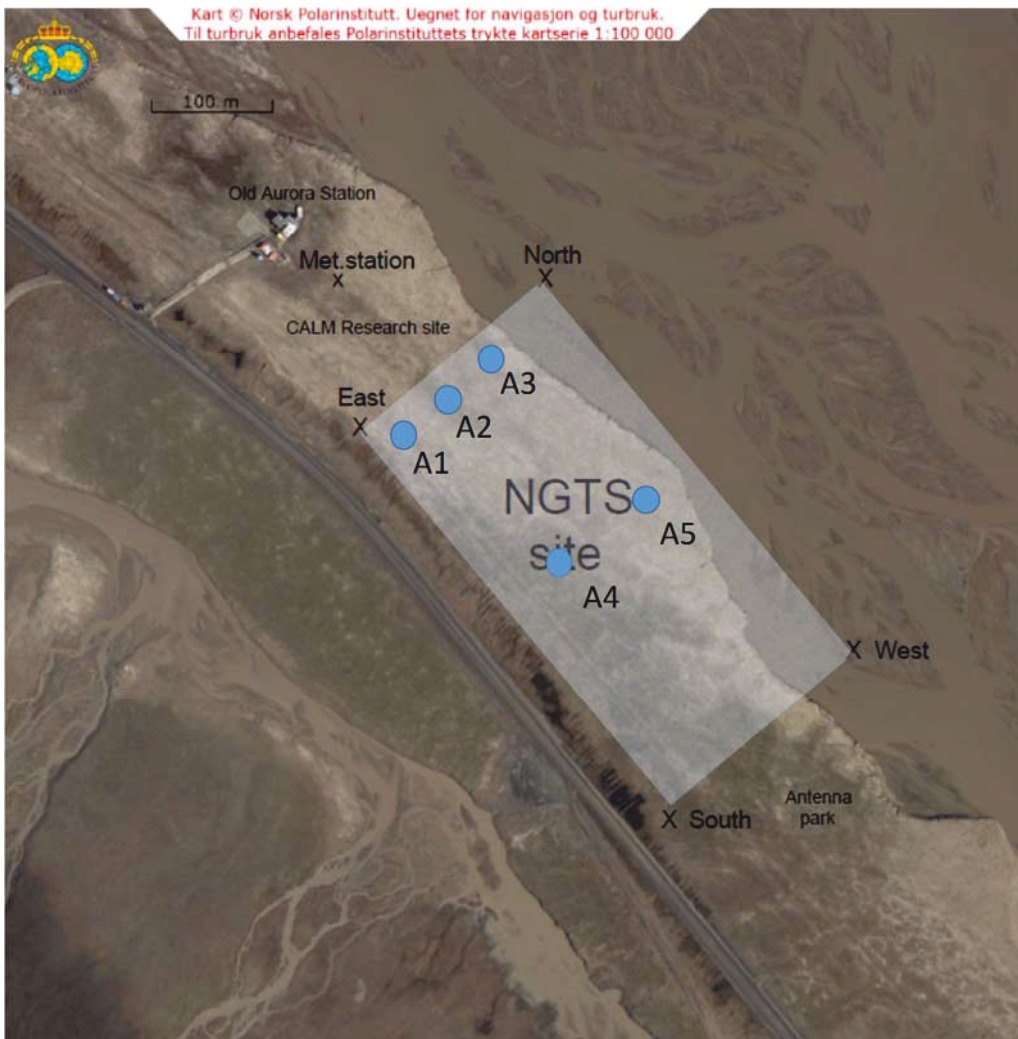 Kart © Norsk Polarinstitutt. Uegnet for navigasjon og turbruk.
Til turbruk anbefales Polarinstituttets trykte kartserie 1:100 000
100 m
Old Aurora Station
Met.station
x
North
X
CALM Research site
East
X
A3
A2
A1
NGTS
site
A5
A4
X West
X South
Antenna
park